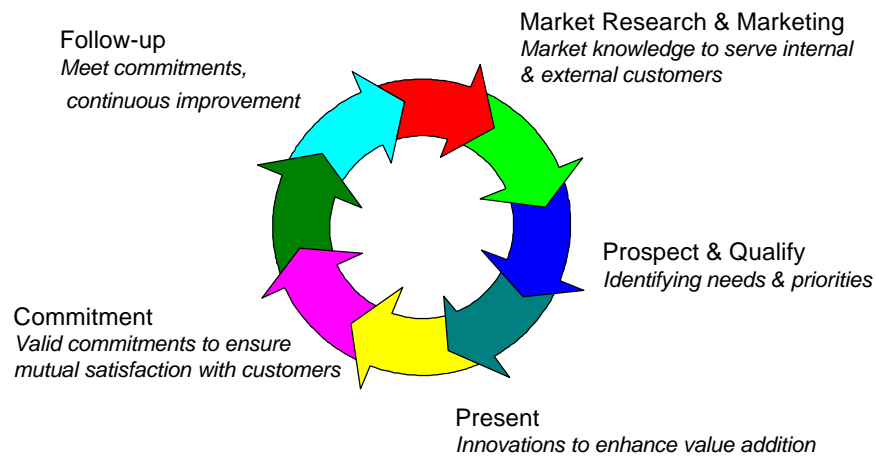 Market Research & Marketing
Market knowledge to serve internal
& external customers
Follow-up
Meet commitments,
continuous improvement
Prospect & Qualify
Identifying needs & priorities
Commitment
Valid commitments to ensure
mutual satisfaction with customers
Present
Innovations to enhance value addition